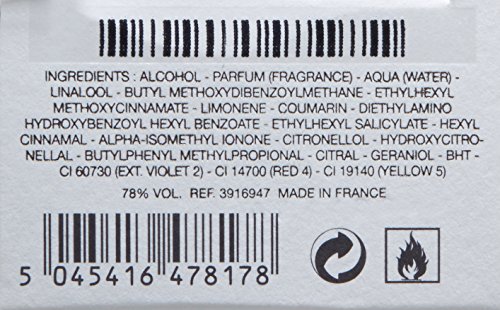 INGREDIENTS : ALCOHOL - PARFUM (FRAGRANCE) - AQUA (WATER) -
LINALOOL - BUTYL METHOXYDIBENZOYLMETHANE - ETHYLHEXYL
METHOXYCINNAMATE - LIMONENE - COUMARIN - DIETHYLAMINO
HYDROXYBENZOYL HEXYL BENZOATE - ETHYLHEXYL SALICYLATE - HEXYL
CINNAMAL - ALPHA-ISOMETHYL IONONE - CITRONELLOL - HYDROXYCITRO-
NELLAL - BUTYLPHENYL METHYLPROPIONAL - CITRAL - GERANIOL - BHT -
CI 60730 (EXT. VIOLET 2) - CI 14700 (RED 4) - CI 19140 (YELLOW 5)
78% VOL. REF. 3916947 MADE IN FRANCE
5 045416 478178